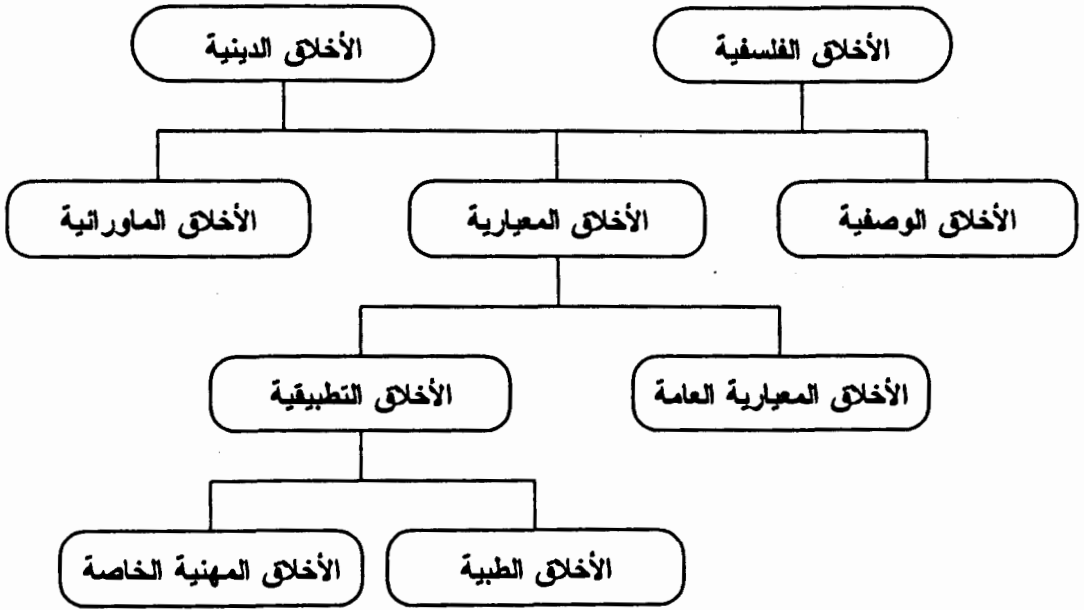 الأخلاق الفلسفية
الأخلاق الدينية
الأخلاق الوصفية
الأخلاق المعيارية
الأخلاق الماورائية
الأخلاق المعيارية العامة
الأخلاق التطبيقية
الأخلاق الطبية
الأخلاق المهنية الخاصة